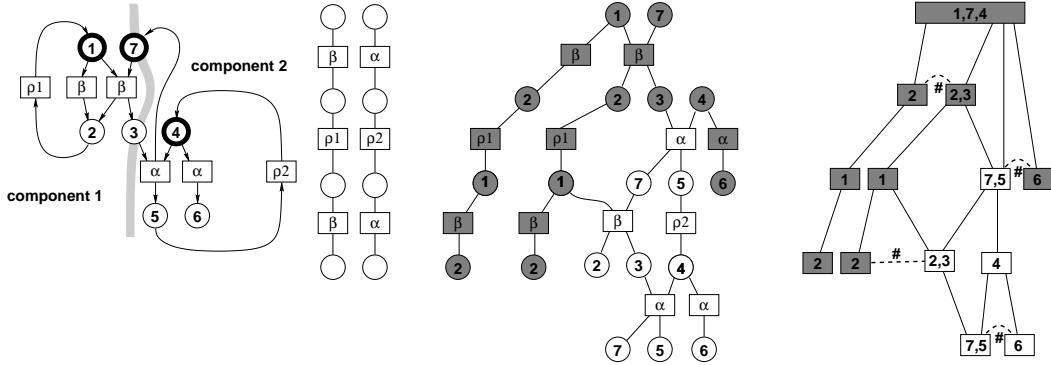 1 7
component 2
ρ1 β β
2 3 4
α α ρ2
component 1
5 6
β α
ρ1 ρ2
β α
1 7
β β
2 2 3 4
ρ1 ρ1 α α
1 1 7 5 6
β β β ρ2
2 2 2 3 4
α α
7 5 6
1,7,4
2 # 2,3
1 1 7,5 # 6
2 2 # 2,3 4
7,5 # 6